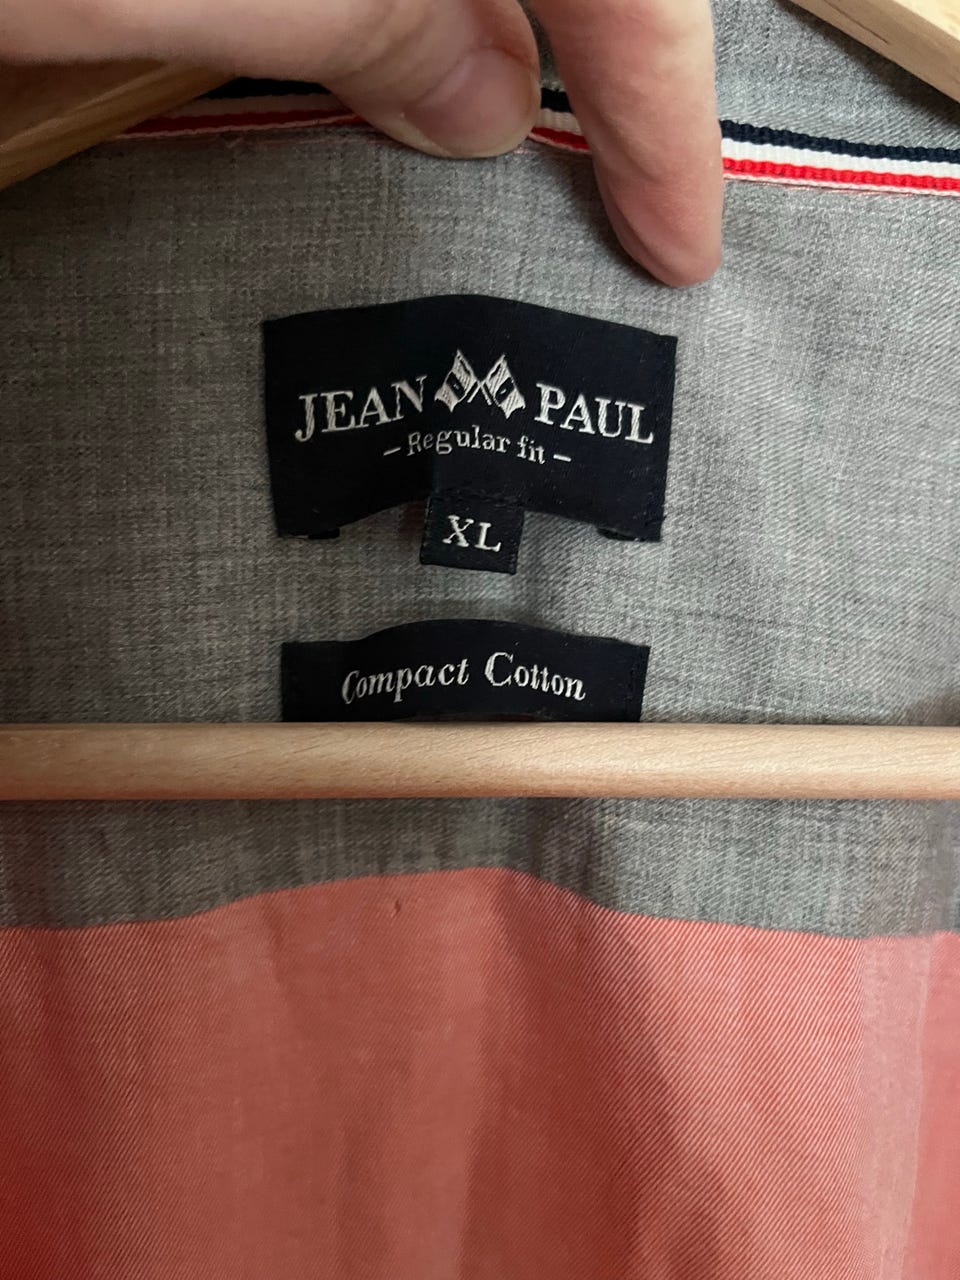 JEAN PAUL
– Regular fit –
XL
Compact Cotton